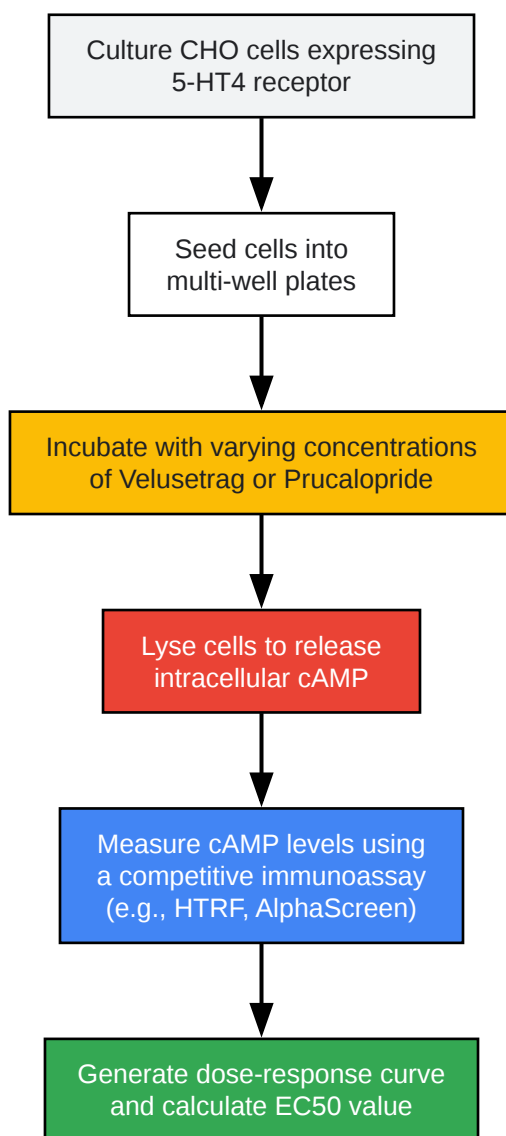 Culture CHO cells expressing
5-HT4 receptor
Seed cells into
multi-well plates
Incubate with varying concentrations
of Velusetrag or Prucalopride
Lyse cells to release
intracellular cAMP
Measure cAMP levels using
a competitive immunoassay
(e.g., HTRF, AlphaScreen)
Generate dose-response curve
and calculate EC50 value